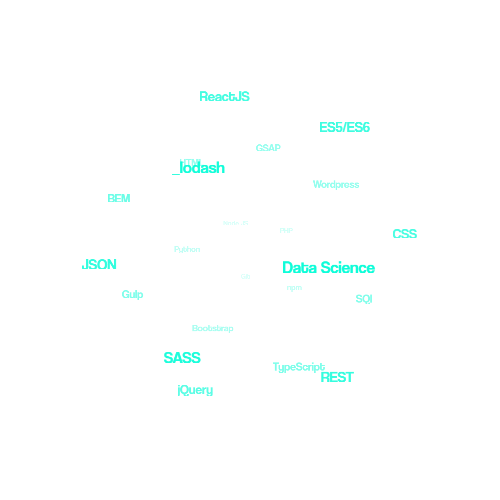 ReactJS
ES5/ES6
GSAP
_lodash
Wordpress
BEM
CSS
Python
JSON
Data Science
npm
Gulp
SQl
Bootstrap
SASS
TypeScript
REST
jQuery